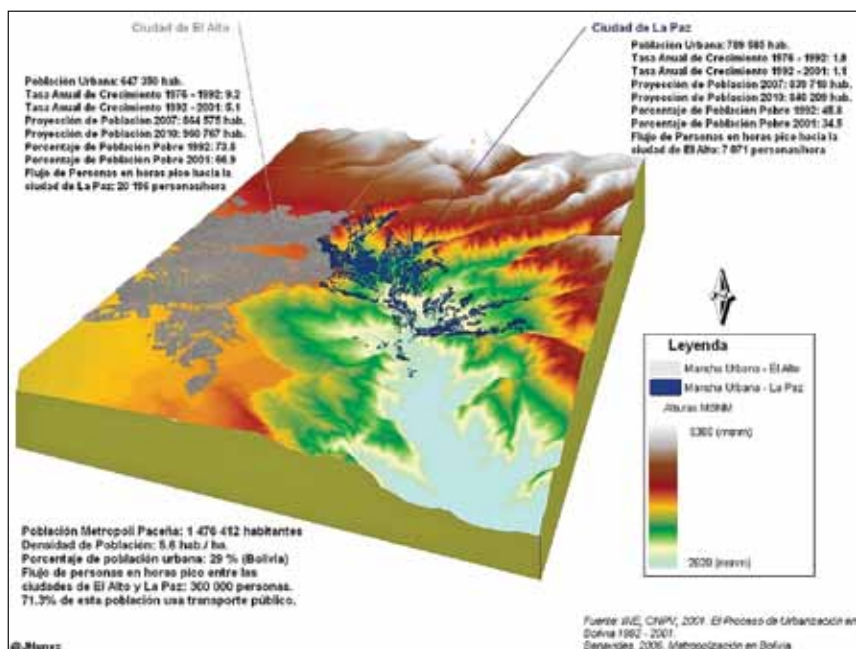 Ciudad de El Alto
Población Urbana: 647 350 hab.
Tasa Anual de Crecimiento 1976 - 1992: 9.2
Tasa Anual de Crecimiento 1992 - 2001: 5.1
Proyección de Población 2007: 864 575 hab.
Proyección de Población 2010: 960 767 hab.
Porcentaje de Población Pobre 1992: 73.8
Porcentaje de Población Pobre 2001: 66.9
Flujo de Personas en horas pico hacia la
ciudad de La Paz: 20 196 personas/hora
Ciudad de La Paz
Población Urbana: 789 585 hab.
Tasa Anual de Crecimiento 1976 - 1992: 1.8
Tasa Anual de Crecimiento 1992 - 2001: 1.1
Proyección de Población 2007: 839 718 hab.
Proyeccion de Población 2010: 840 209 hab.
Porcentaje de Población Pobre 1992: 45.8
Porcentaje de Población Pobre 2001: 34.5
Flujo de Personas en horas pico hacia la
ciudad de El Alto: 7 871 personas/hora
Leyenda
Mancha Urbana - El Alto
Mancha Urbana - La Paz
Alturas MSNM
(msnm)
(msnm)
Población Metropoli Paceña: 1 476 412 habitantes
Densidad de Población: 5.6 hab./ ha.
Porcentaje de población urbana: 29 % (Bolivia)
Flujo de personas en horas pico entre las
ciudades de El Alto y La Paz: 300 000 personas.
71.3% de esta población usa transporte público.
Fuente: INE, CNPV, 2001. El Proceso de Urbanización en
Bolivia 1992 - 2001.
Benavides, 2006. Metropolización en Bolivia.